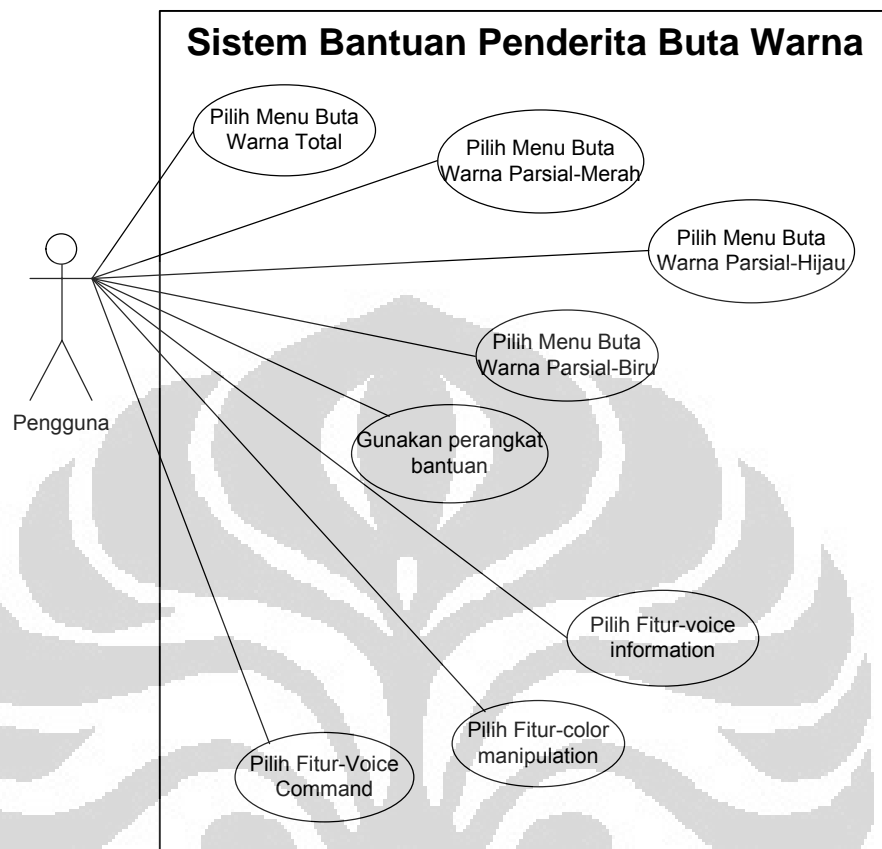 Sistem Bantuan Penderita Buta Warna
Pilih Menu Buta
Warna Total
Pilih Menu Buta
Warna Parsial-Merah
Pilih Menu Buta
Warna Parsial-Hijau
Pilih Menu Buta
Warna Parsial-Biru
Pengguna
Gunakan perangkat
bantuan
Pilih Fitur-voice
information
Pilih Fitur-color
manipulation
Pilih Fitur-Voice
Command